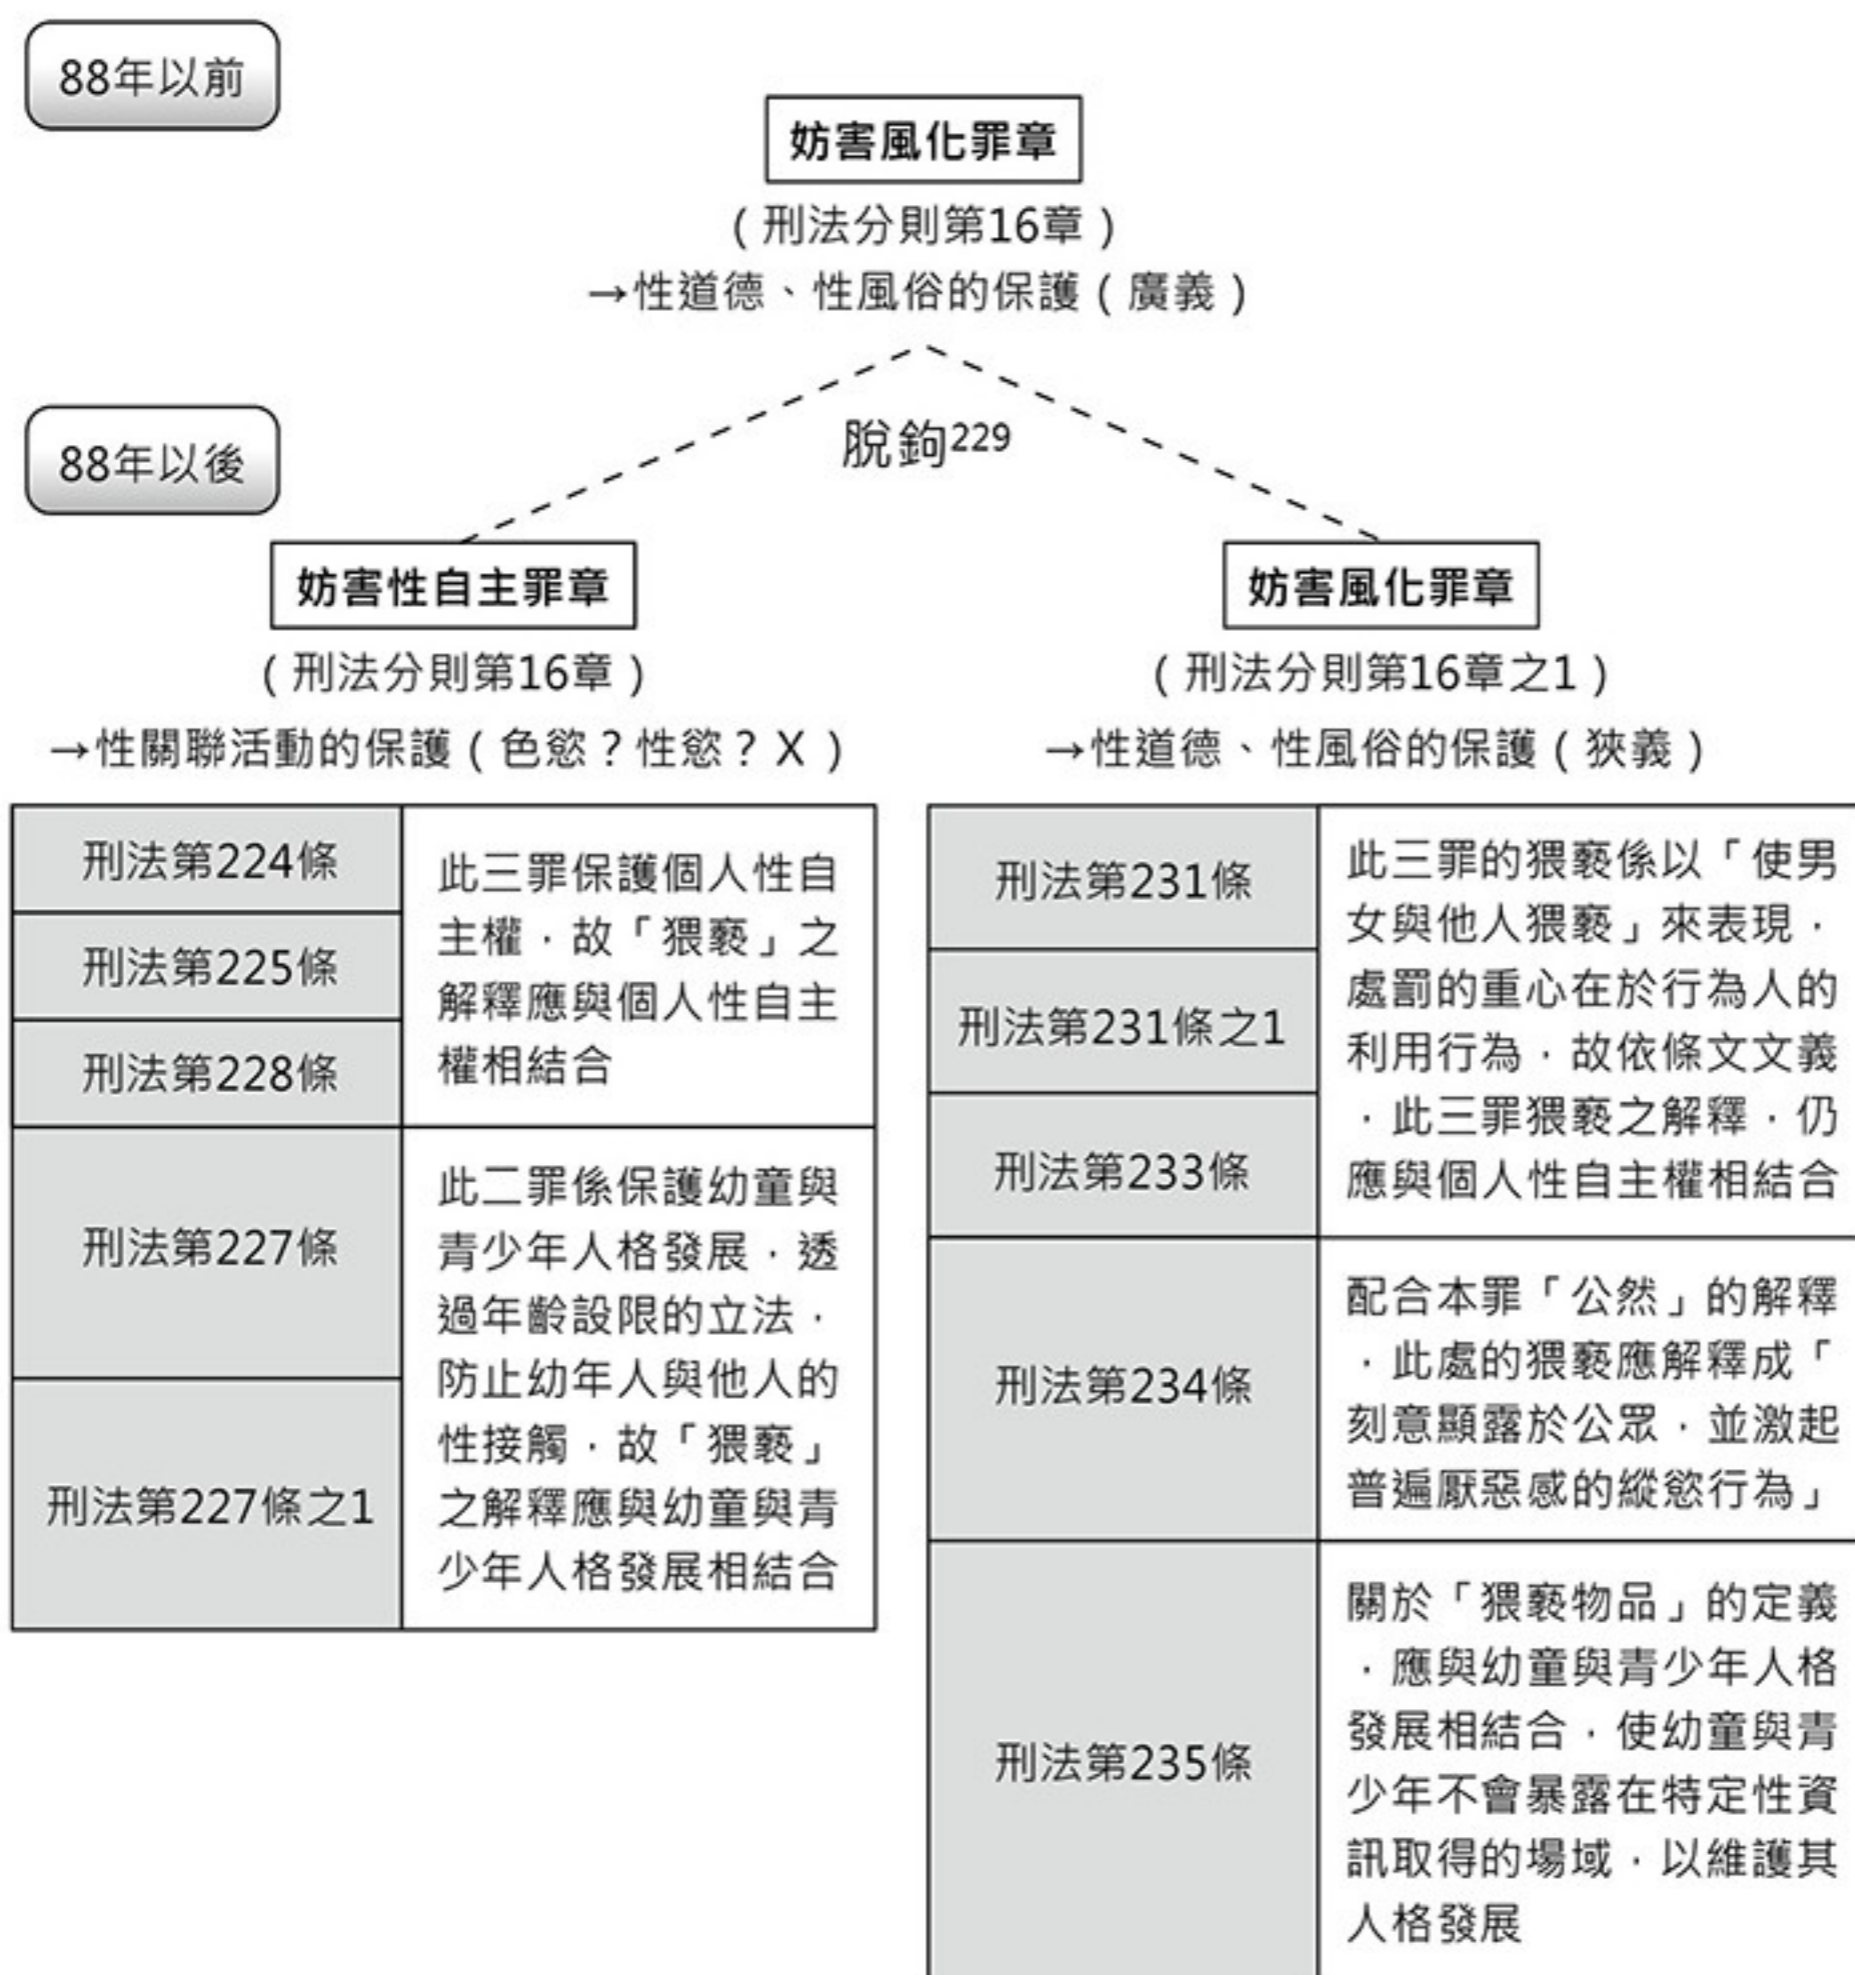 88年以前
妨害風化罪章
(刑法分則第16章)
→性道德、性風俗的保護(廣義)
脫鉤229
88年以後
妨害性自主罪章
(刑法分則第16章)
→性關聯活動的保護(色慾？性慾？X)
刑法第224條
刑法第225條
刑法第228條
此三罪保護個人性自
主權，故「猥褻」之
解釋應與個人性自主
權相結合
刑法第227條
刑法第227條之1
此二罪係保護幼童與
青少年人格發展，透
過年齡設限的立法，
防止幼年人與他人的
性接觸，故「猥褻」
之解釋應與幼童與青
少年人格發展相結合
妨害風化罪章
(刑法分則第16章之1)
→性道德、性風俗的保護(狹義)
刑法第231條
刑法第231條之1
刑法第233條
此三罪的猥褻係以「使男
女與他人猥褻」來表現，
處罰的重心在於行為人的
利用行為，故依條文文義
，此三罪猥褻之解釋，仍
應與個人性自主權相結合
刑法第234條
配合本罪「公然」的解釋
，此處的猥褻應解釋成「
刻意顯露於公眾，並激起
普遍厭惡感的縱慾行為」
刑法第235條
關於「猥褻物品」的定義
，應與幼童與青少年人格
發展相結合，使幼童與青
少年不會暴露在特定性資
訊取得的場域，以維護其
人格發展